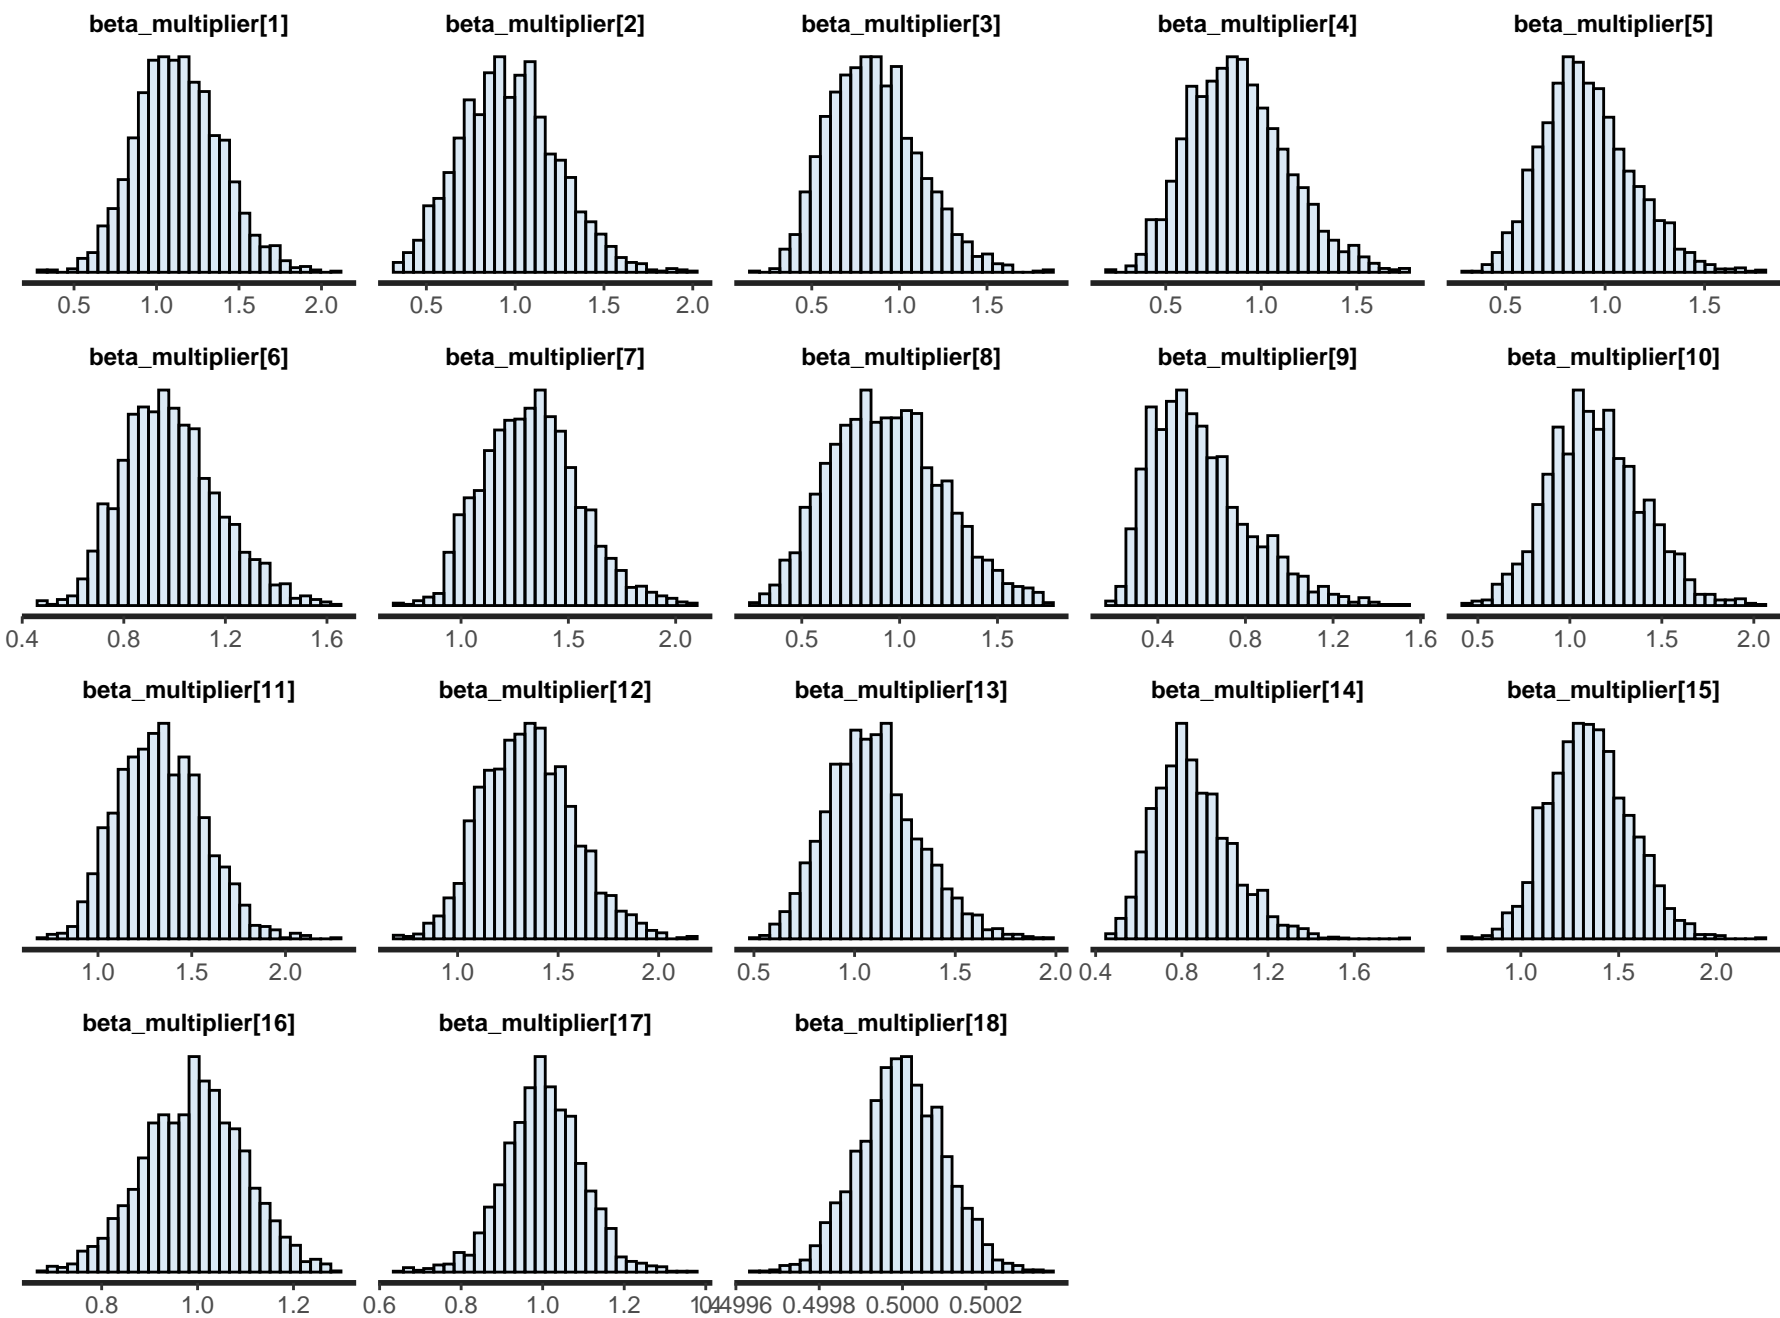 beta_multiplier[1] beta_multiplier[2] beta_multiplier[3] beta_multiplier[4] beta_multiplier[5]
0.5 1.0 1.5 2.0 0.5 1.0 1.5 2.0 0.5 1.0 1.5 0.5 1.0 1.5 0.5 1.0 1.5
beta_multiplier[6] beta_multiplier[7] beta_multiplier[8] beta_multiplier[9] beta_multiplier[10]
0.4 0.8 1.2 1.6 1.0 1.5 2.0 0.5 1.0 1.5 0.4 0.8 1.2 1.6 0.5 1.0 1.5 2.0
beta_multiplier[11] beta_multiplier[12] beta_multiplier[13] beta_multiplier[14] beta_multiplier[15]
1.0 1.5 2.0 1.0 1.5 2.0 0.5 1.0 1.5 2.0 0.4 0.8 1.2 1.6 1.0 1.5 2.0
beta_multiplier[16] beta_multiplier[17] beta_multiplier[18]
0.8 1.0 1.2 0.6 0.8 1.0 1.2 1.4 0.4996 0.4998 0.5000 0.5002